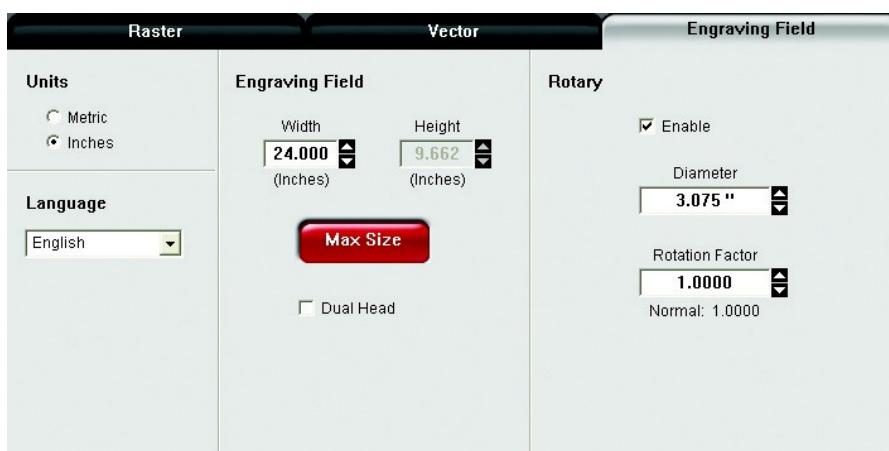 Raster
Vector
Engraving Field
Units
Metric
Inches
Language
English
Engraving Field
Width
Height
24.000
9.662
(Inches)
(Inches)
Max Size
Dual Head
Rotary
Enable
Diameter
3.075 "
Rotation Factor
1.0000
Normal: 1.0000